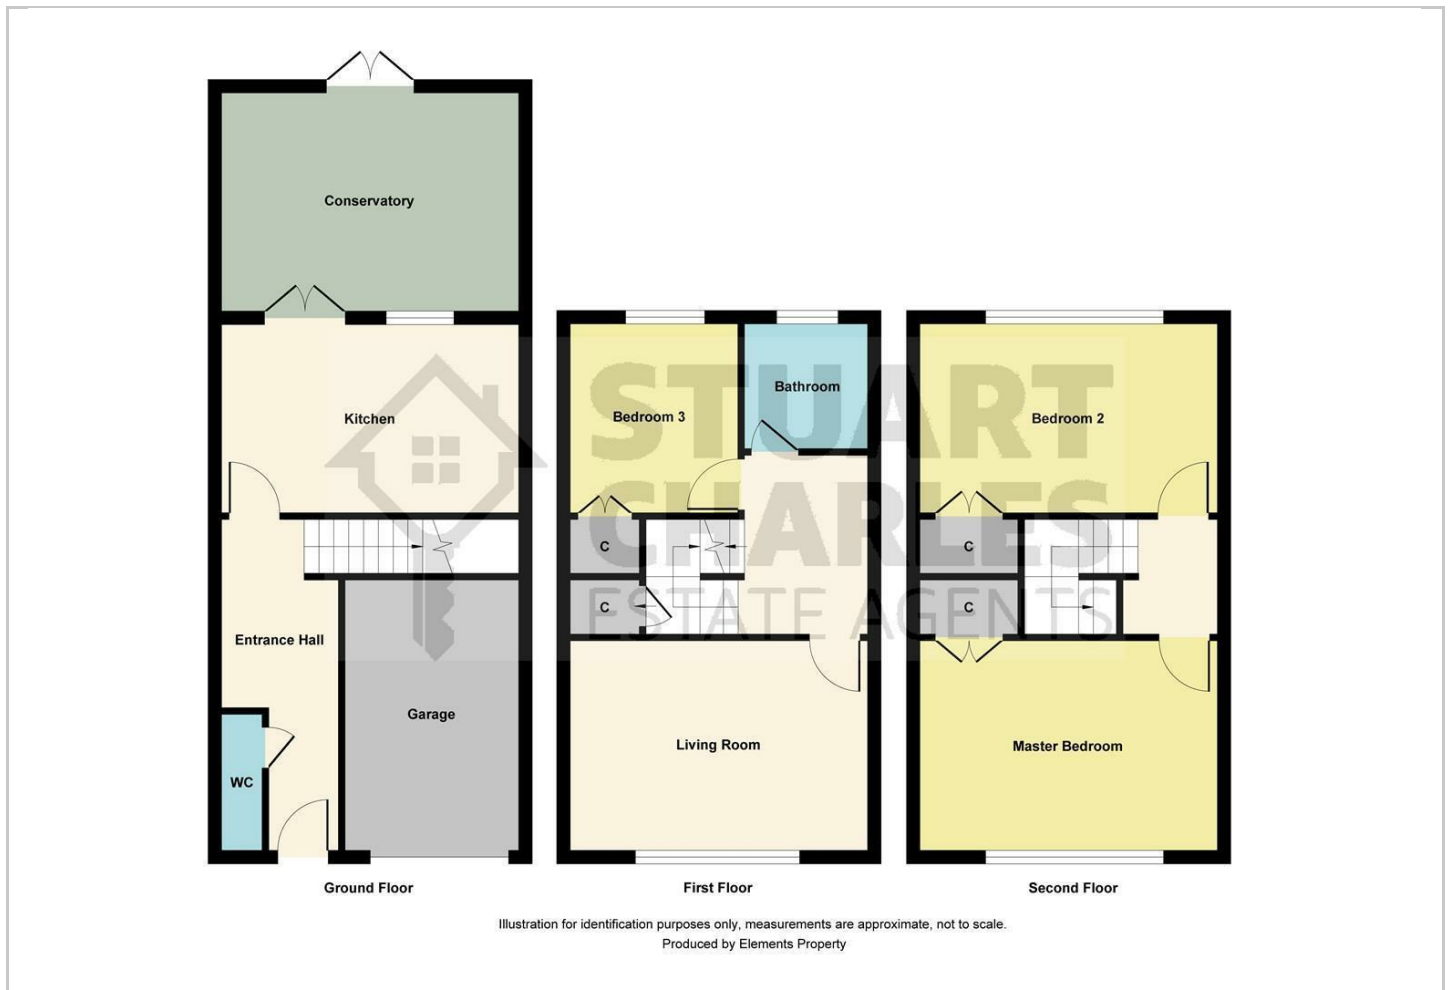 Conservatory
Kitchen
Entrance Hall
WC
Garage
Ground Floor
Bedroom 3
Bathroom
C
C
Living Room
First Floor
Bedroom 2
C
C
Master Bedroom
Second Floor
STUART
CHARLES
ESTATE AGENTS
Illustration for identification purposes only, measurements are approximate, not to scale.
Produced by Elements Property